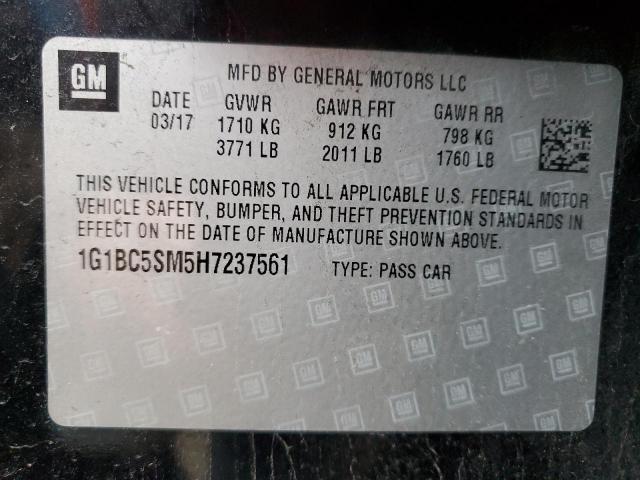 GM
MFD BY GENERAL MOTORS LLC
DATE GVWR GAWR FRT GAWR RR
03/17 1710 KG 912 KG 798 KG
3771 LB 2011 LB 1760 LB
THIS VEHICLE CONFORMS TO ALL APPLICABLE U.S. FEDERAL MOTOR
VEHICLE SAFETY, BUMPER, AND THEFT PREVENTION STANDARDS IN
EFFECT ON THE DATE OF MANUFACTURE SHOWN ABOVE.
1G1BC5SM5H7237561 TYPE: PASS CAR